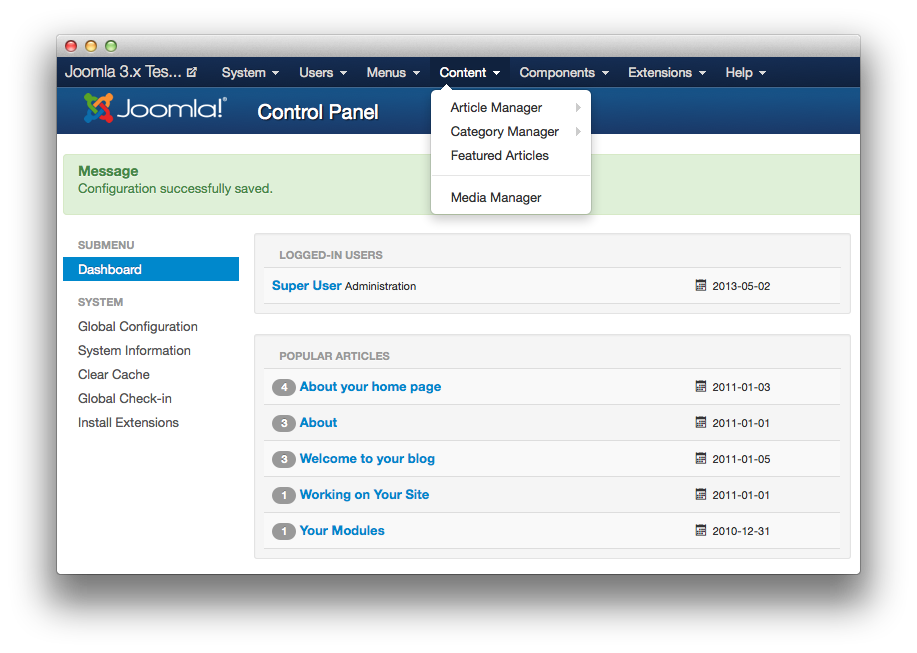 Joomla 3.x Tes... System Users Menus Content Components Extensions Help
Joomla!® Control Panel
Article Manager
Category Manager
Featured Articles
Media Manager
Message
Configuration successfully saved.
SUBMENU
Dashboard
SYSTEM
Global Configuration
System Information
Clear Cache
Global Check-in
Install Extensions
LOGGED-IN USERS
Super User Administration 2013-05-02
POPULAR ARTICLES
4 About your home page 2011-01-03
3 About 2011-01-01
3 Welcome to your blog 2011-01-05
1 Working on Your Site 2011-01-01
1 Your Modules 2010-12-31